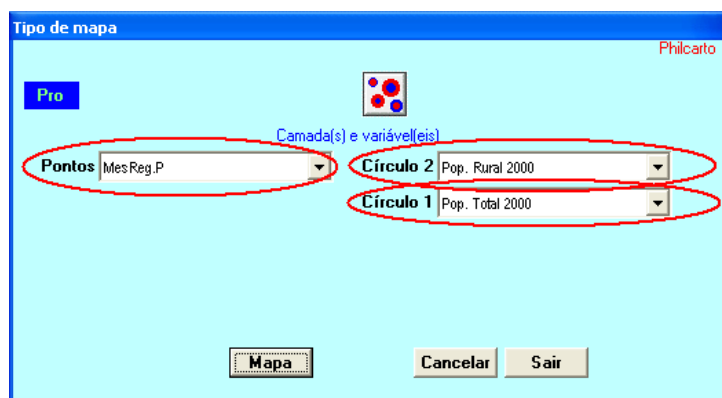 Tipo de mapa
Philcarto
Pro
Camada(s) e variável(eis)
Pontos MesReg.P Círculo 2 Pop. Rural 2000
Círculo 1 Pop. Total 2000
Mapa Cancelar Sair